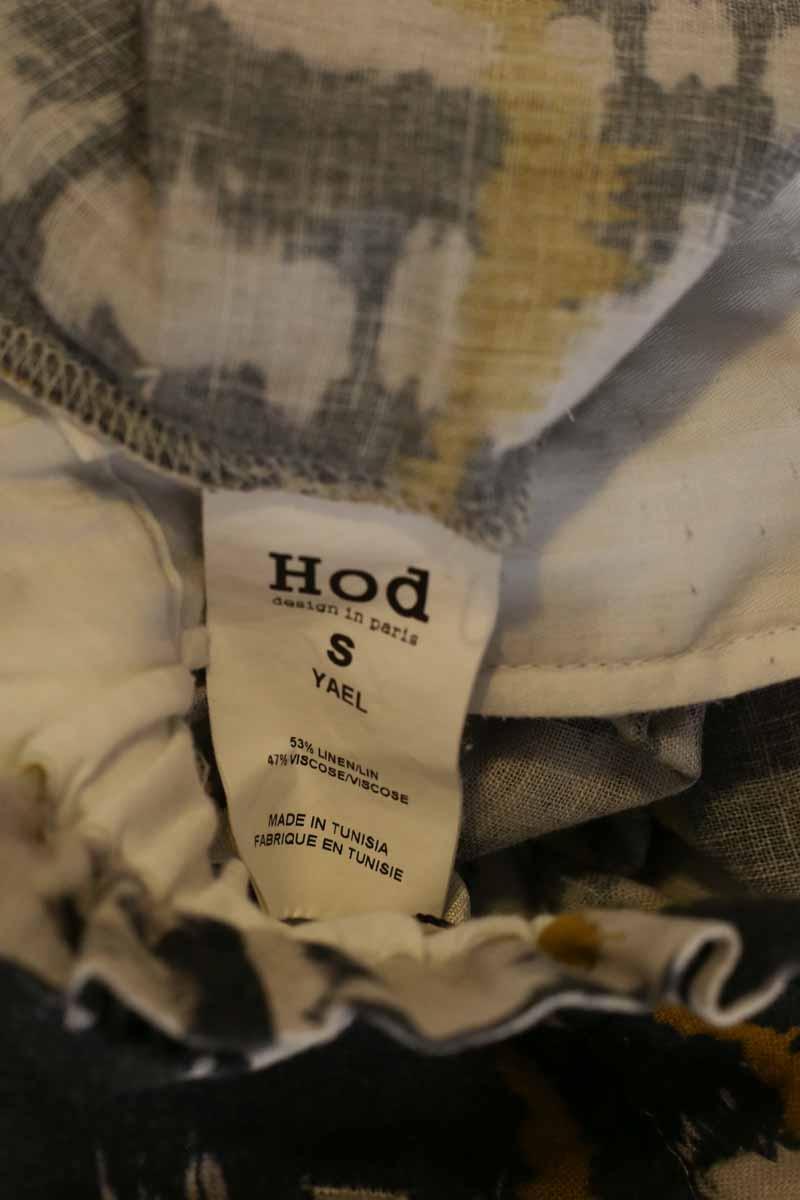 Hod
design in paris
S
YAEL
53% LINEN/LIN
47% VISCOSE/VISCOSE
MADE IN TUNISIA
FABRIQUE EN TUNISIE